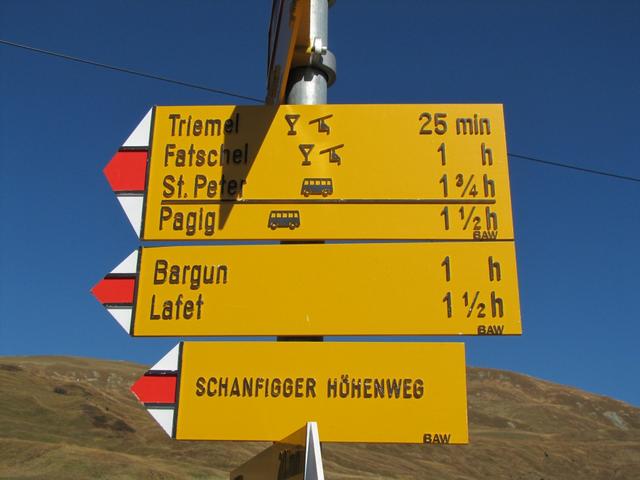 Triemel 25 min
Fatschel 1 h
St. Peter 1 ¾ h
Pagig 1 ½ h
BAW
Bargun 1 h
Lafet 1 ½ h
BAW
SCHANFIGGER HÖHENWEG
BAW